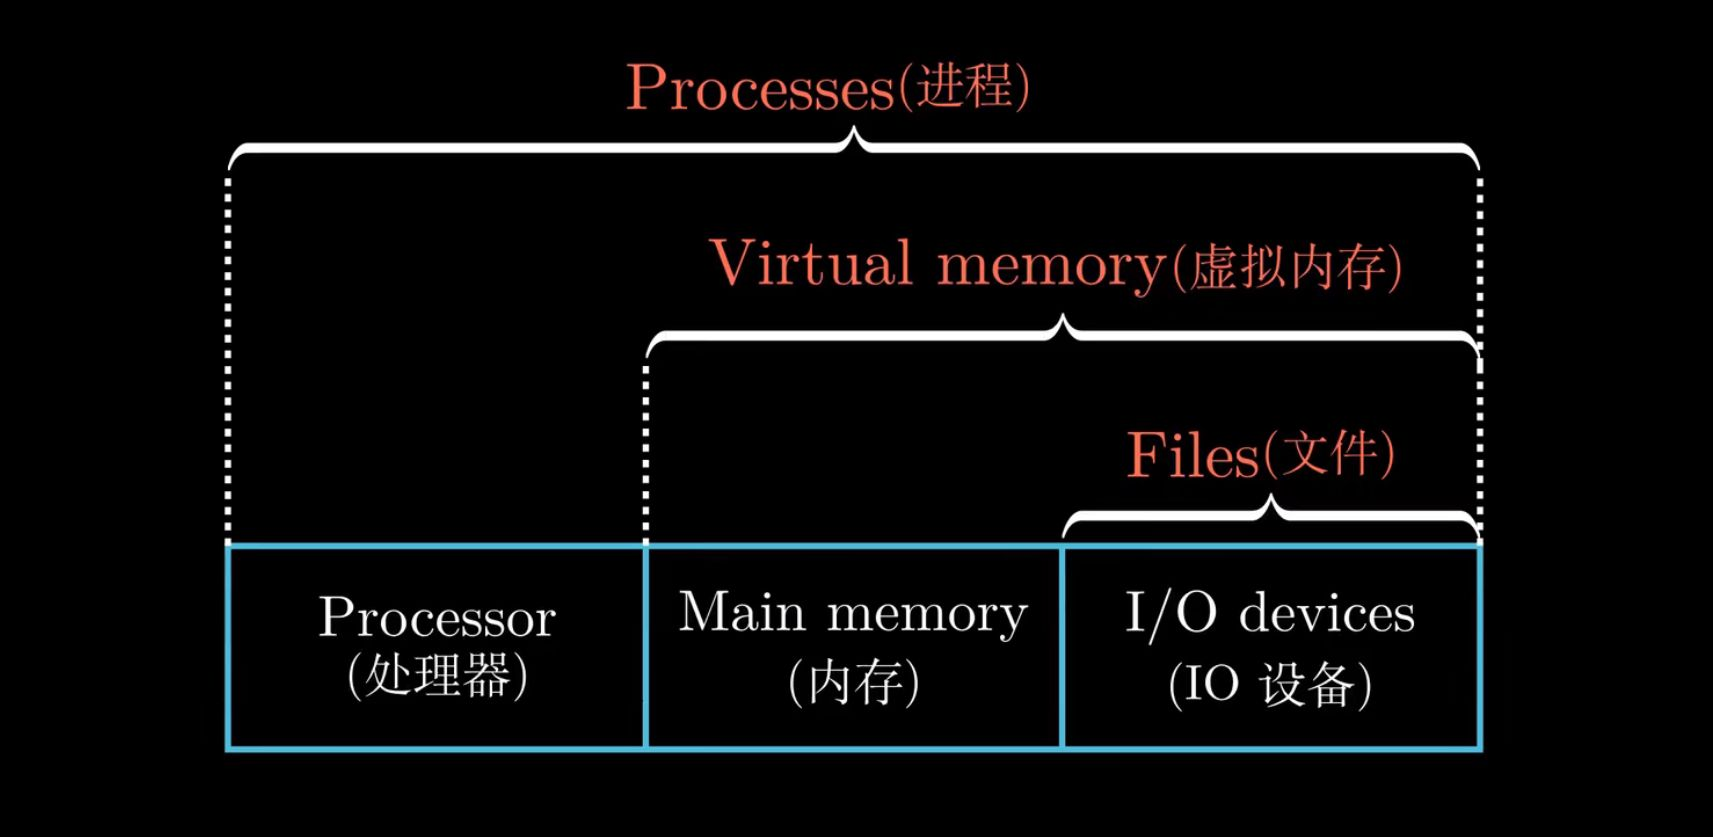 Processes(进程)
Virtual memory(虚拟内存)
Files(文件)
Processor
(处理器)
Main memory
(内存)
I/O devices
(IO 设备)